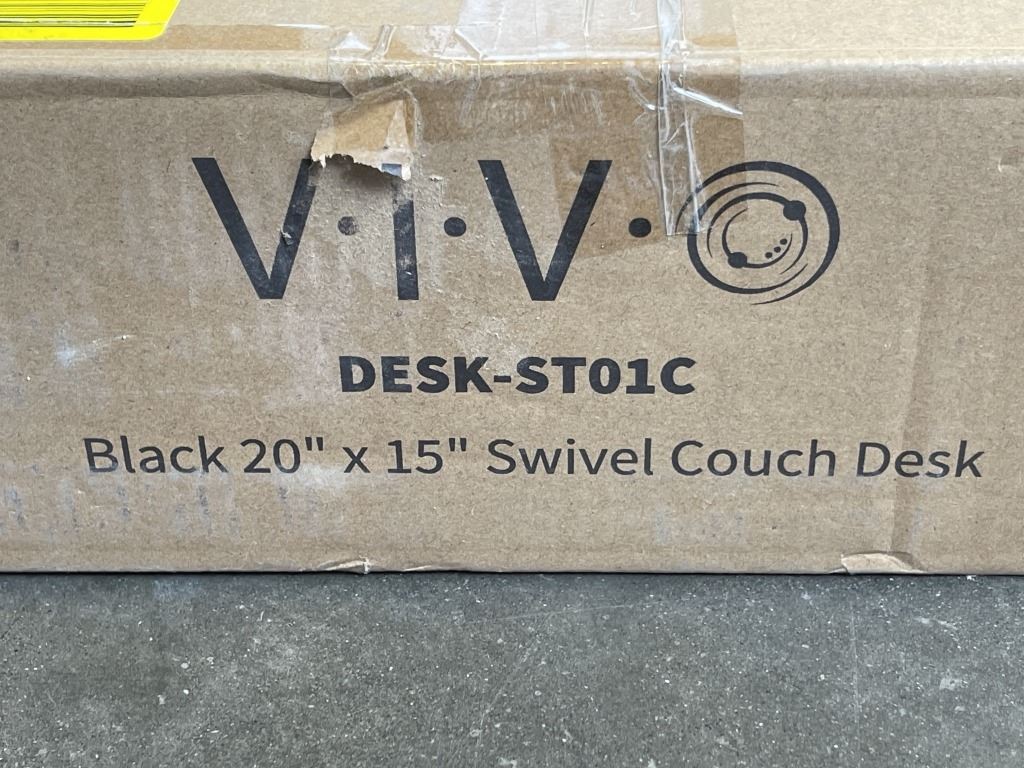 V·I·V·O
DESK-ST01C
Black 20" x 15" Swivel Couch Desk